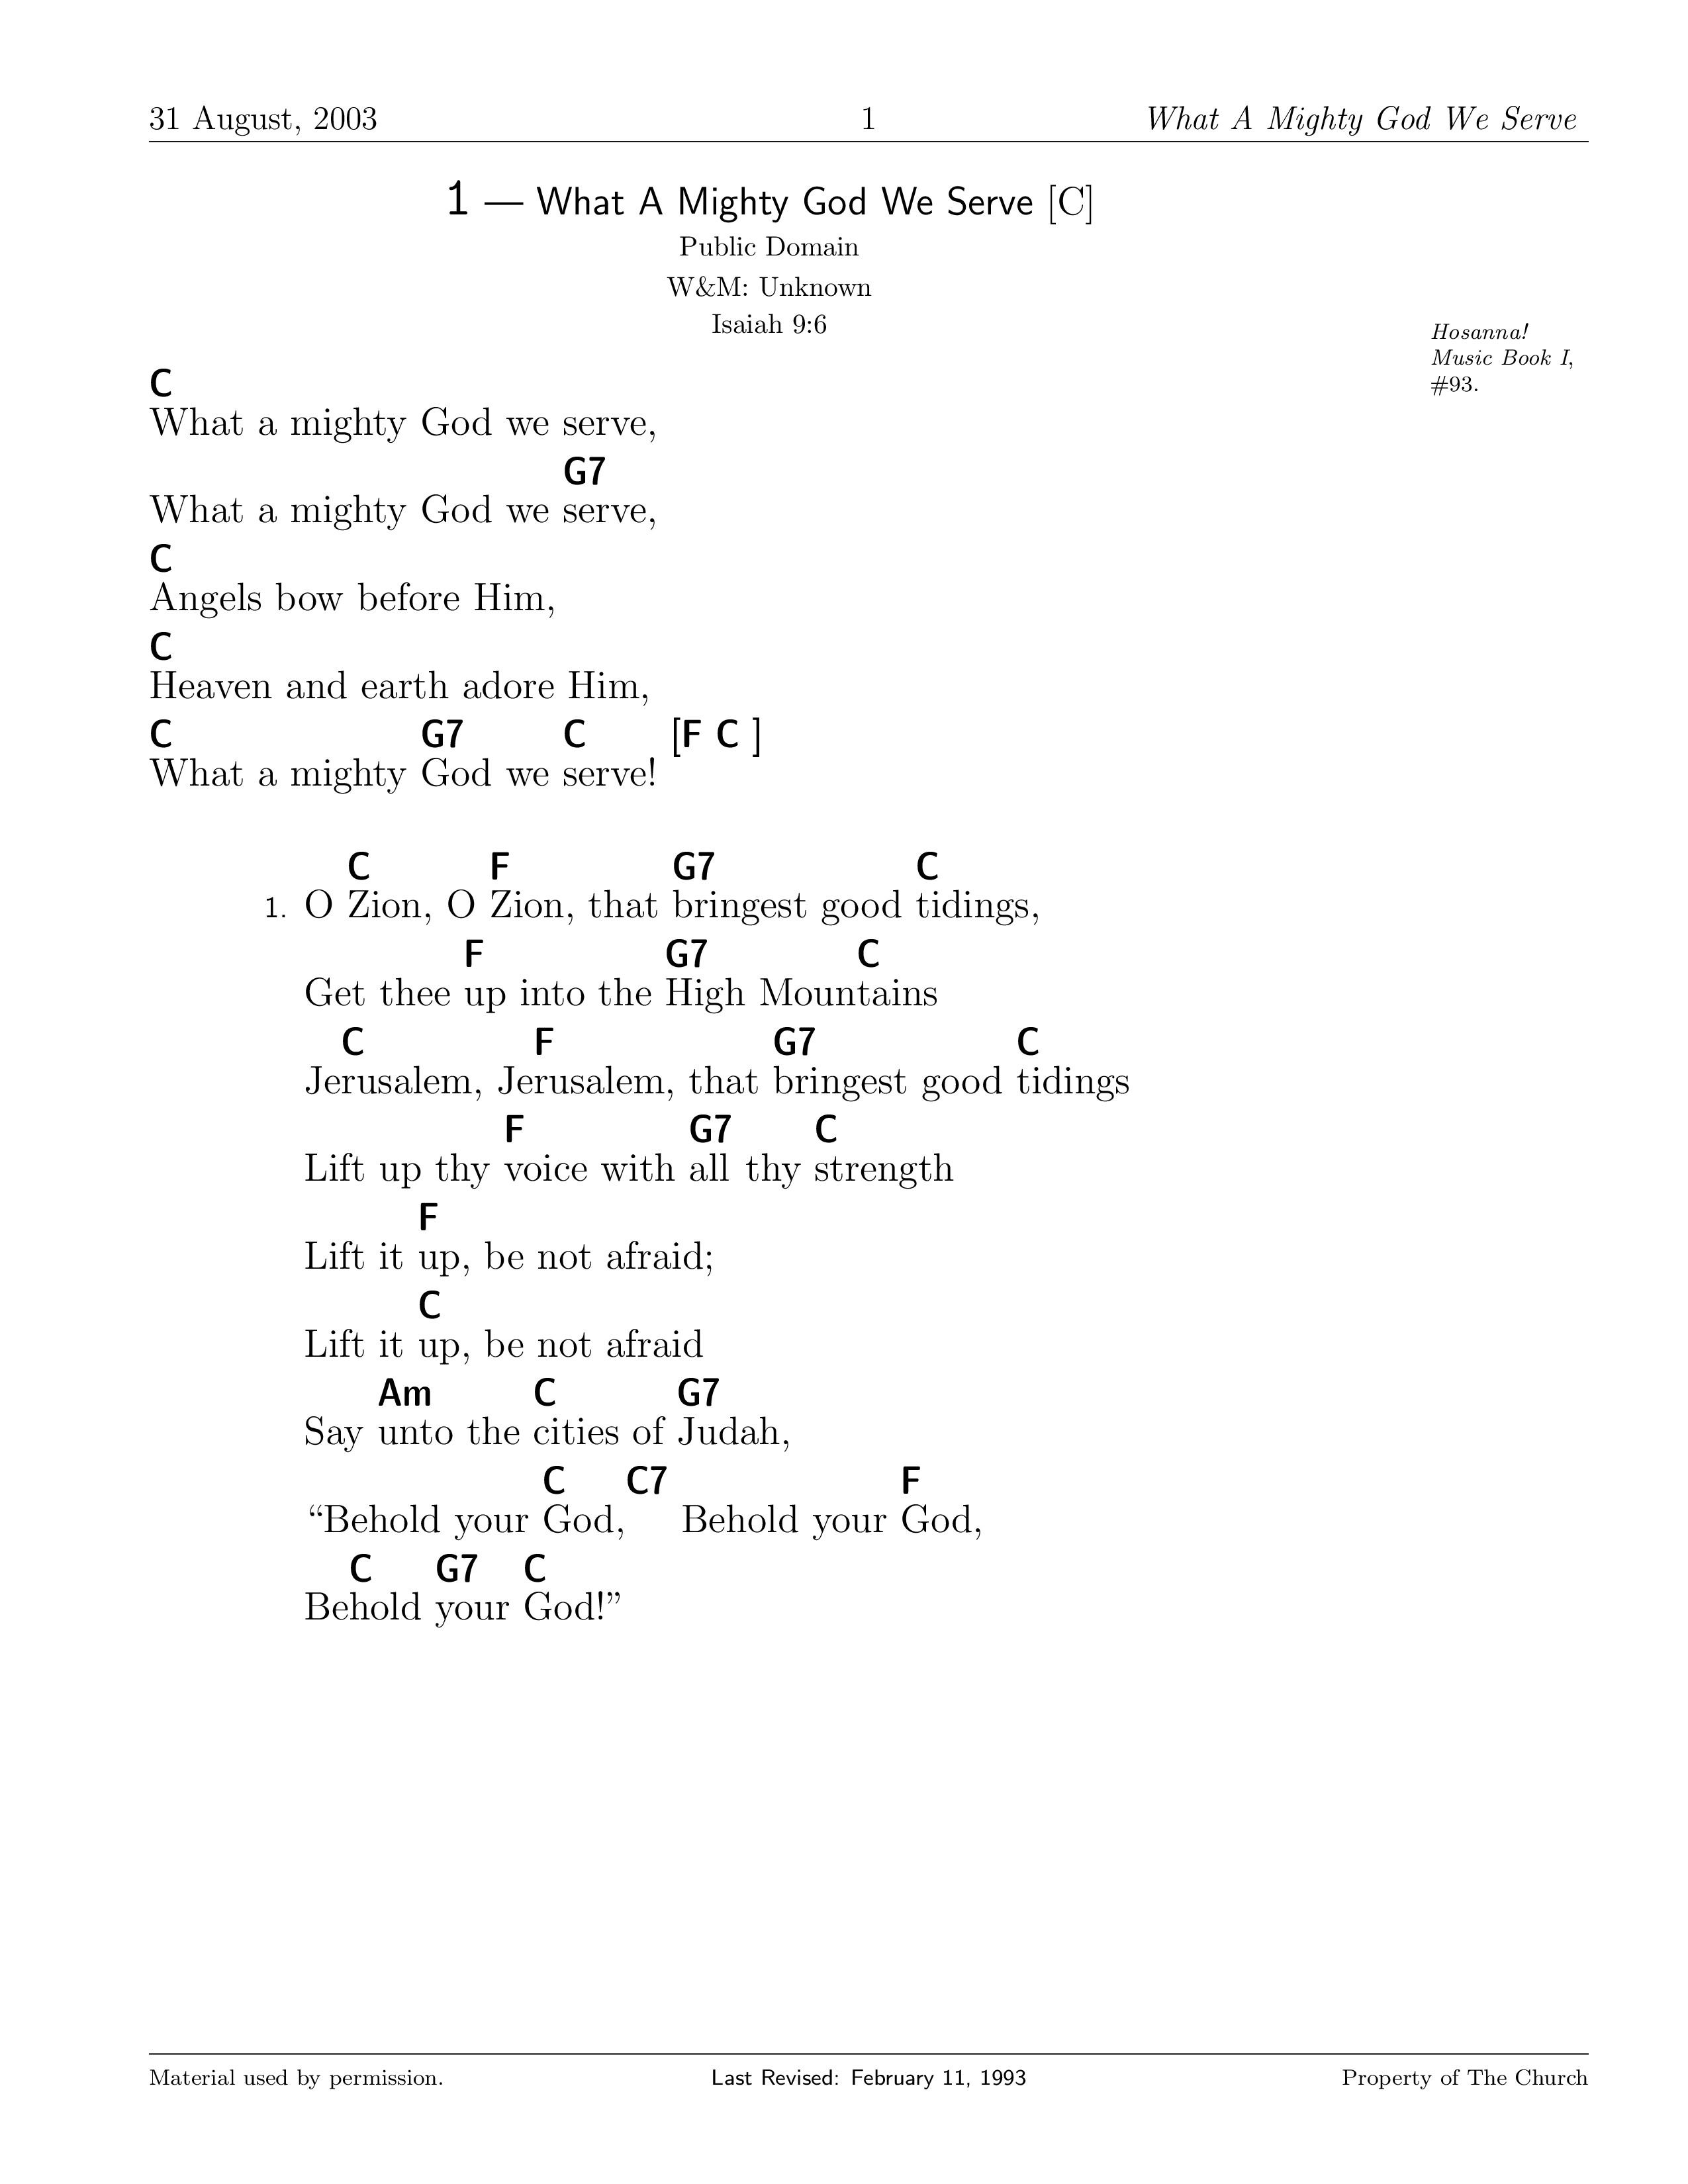 31 August, 2003 1 What A Mighty God We Serve
1 — What A Mighty God We Serve [C]
Public Domain
W&M: Unknown
Isaiah 9:6
Hosanna!
Music Book I,
#93.
C
What a mighty God we serve,
G7
What a mighty God we serve,
C
Angels bow before Him,
C
Heaven and earth adore Him,
C G7 C [F C ]
What a mighty God we serve!
C F G7 C
1. O Zion, O Zion, that bringest good tidings,
F G7 C
Get thee up into the High Mountains
C F G7 C
Jerusalem, Jerusalem, that bringest good tidings
F G7 C
Lift up thy voice with all thy strength
F
Lift it up, be not afraid;
C
Lift it up, be not afraid
Am C G7
Say unto the cities of Judah,
C C7 F
“Behold your God, Behold your God,
C G7 C
Behold your God!”
Material used by permission. Last Revised: February 11, 1993 Property of The Church